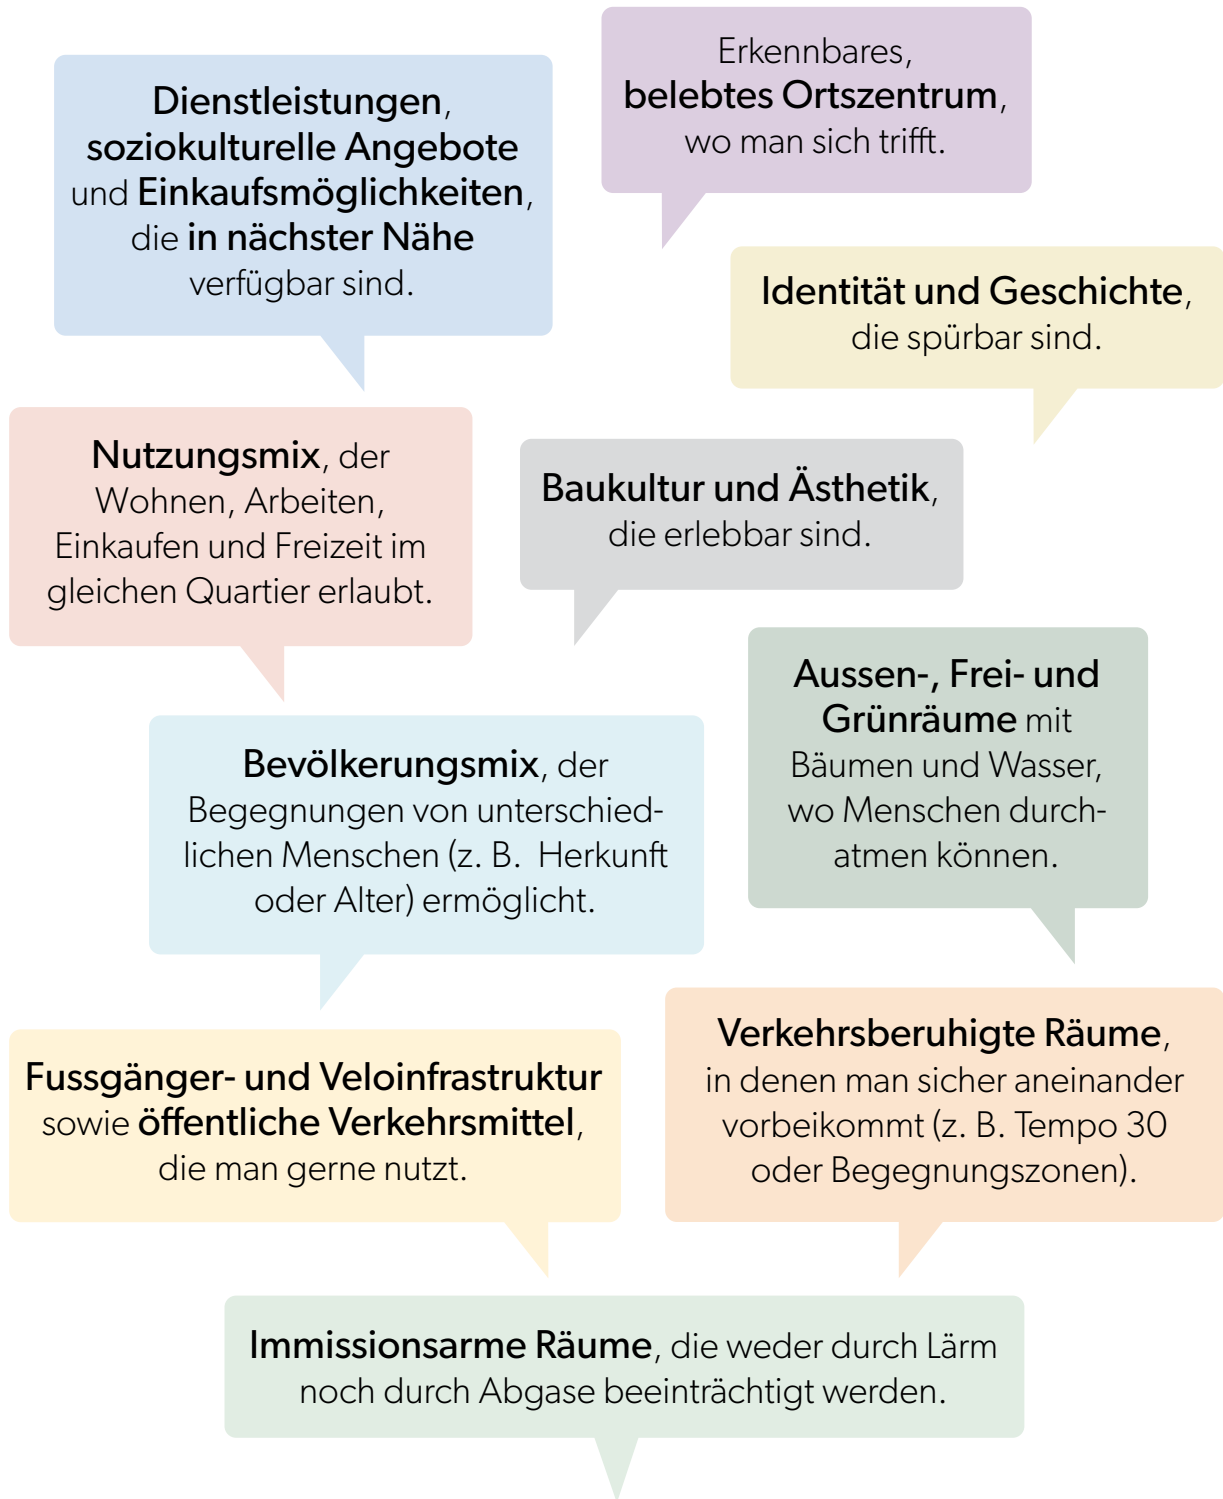 Erkennbares,
belebtes Ortszentrum,
wo man sich trifft.
Dienstleistungen,
soziokulturelle Angebote
und Einkaufsmöglichkeiten,
die in nächster Nähe
verfügbar sind.
Identität und Geschichte,
die spürbar sind.
Nutzungsmix, der
Wohnen, Arbeiten,
Einkaufen und Freizeit im
gleichen Quartier erlaubt.
Baukultur und Ästhetik,
die erlebbar sind.
Aussen-, Frei- und
Grünräume mit
Bäumen und Wasser,
wo Menschen durch-
atmen können.
Bevölkerungsmix, der
Begegnungen von unterschied-
lichen Menschen (z. B. Herkunft
oder Alter) ermöglicht.
Verkehrsberuhigte Räume,
in denen man sicher aneinander
vorbeikommt (z. B. Tempo 30
oder Begegnungszonen).
Fussgänger- und Veloinfrastruktur
sowie öffentliche Verkehrsmittel,
die man gerne nutzt.
Immissionsarme Räume, die weder durch Lärm
noch durch Abgase beeinträchtigt werden.